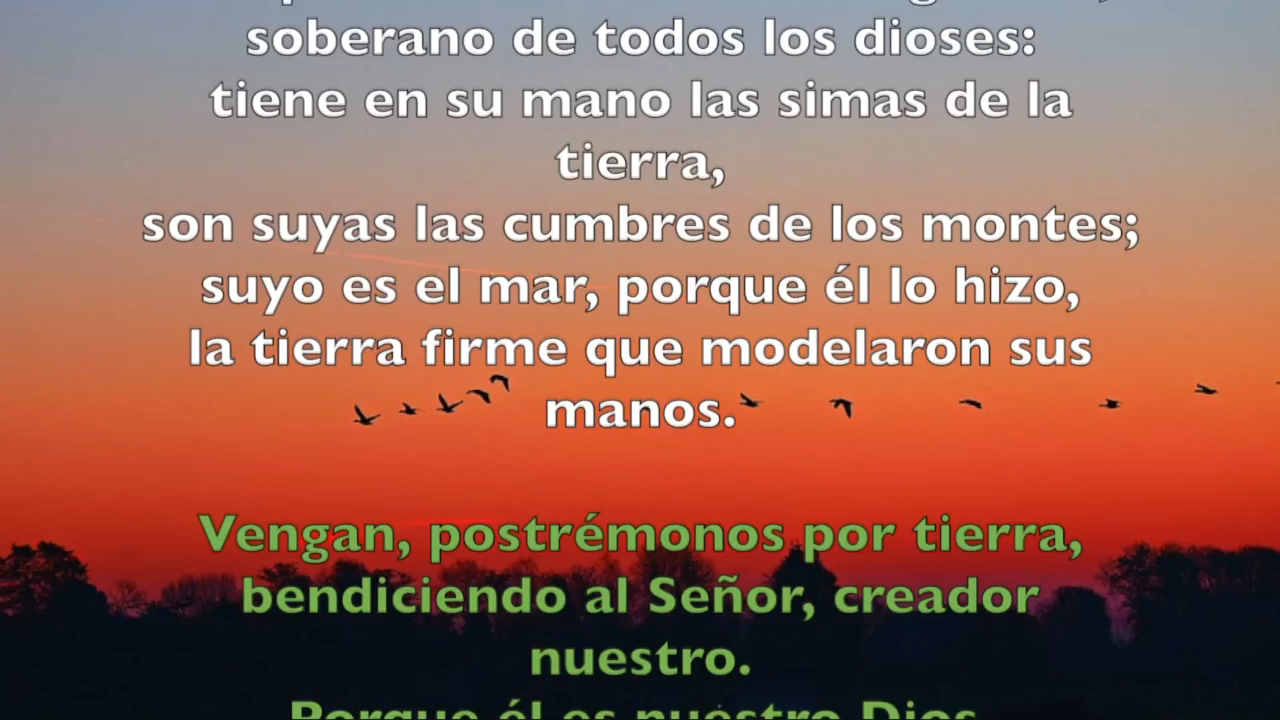 soberano de todos los dioses:
tiene en su mano las simas de la
tierra,
son suyas las cumbres de los montes;
suyo es el mar, porque él lo hizo,
la tierra firme que modelaron sus
manos.
Vengan, postrémonos por tierra,
bendiciendo al Señor, creador
nuestro.
Porque él es nuestro Dios